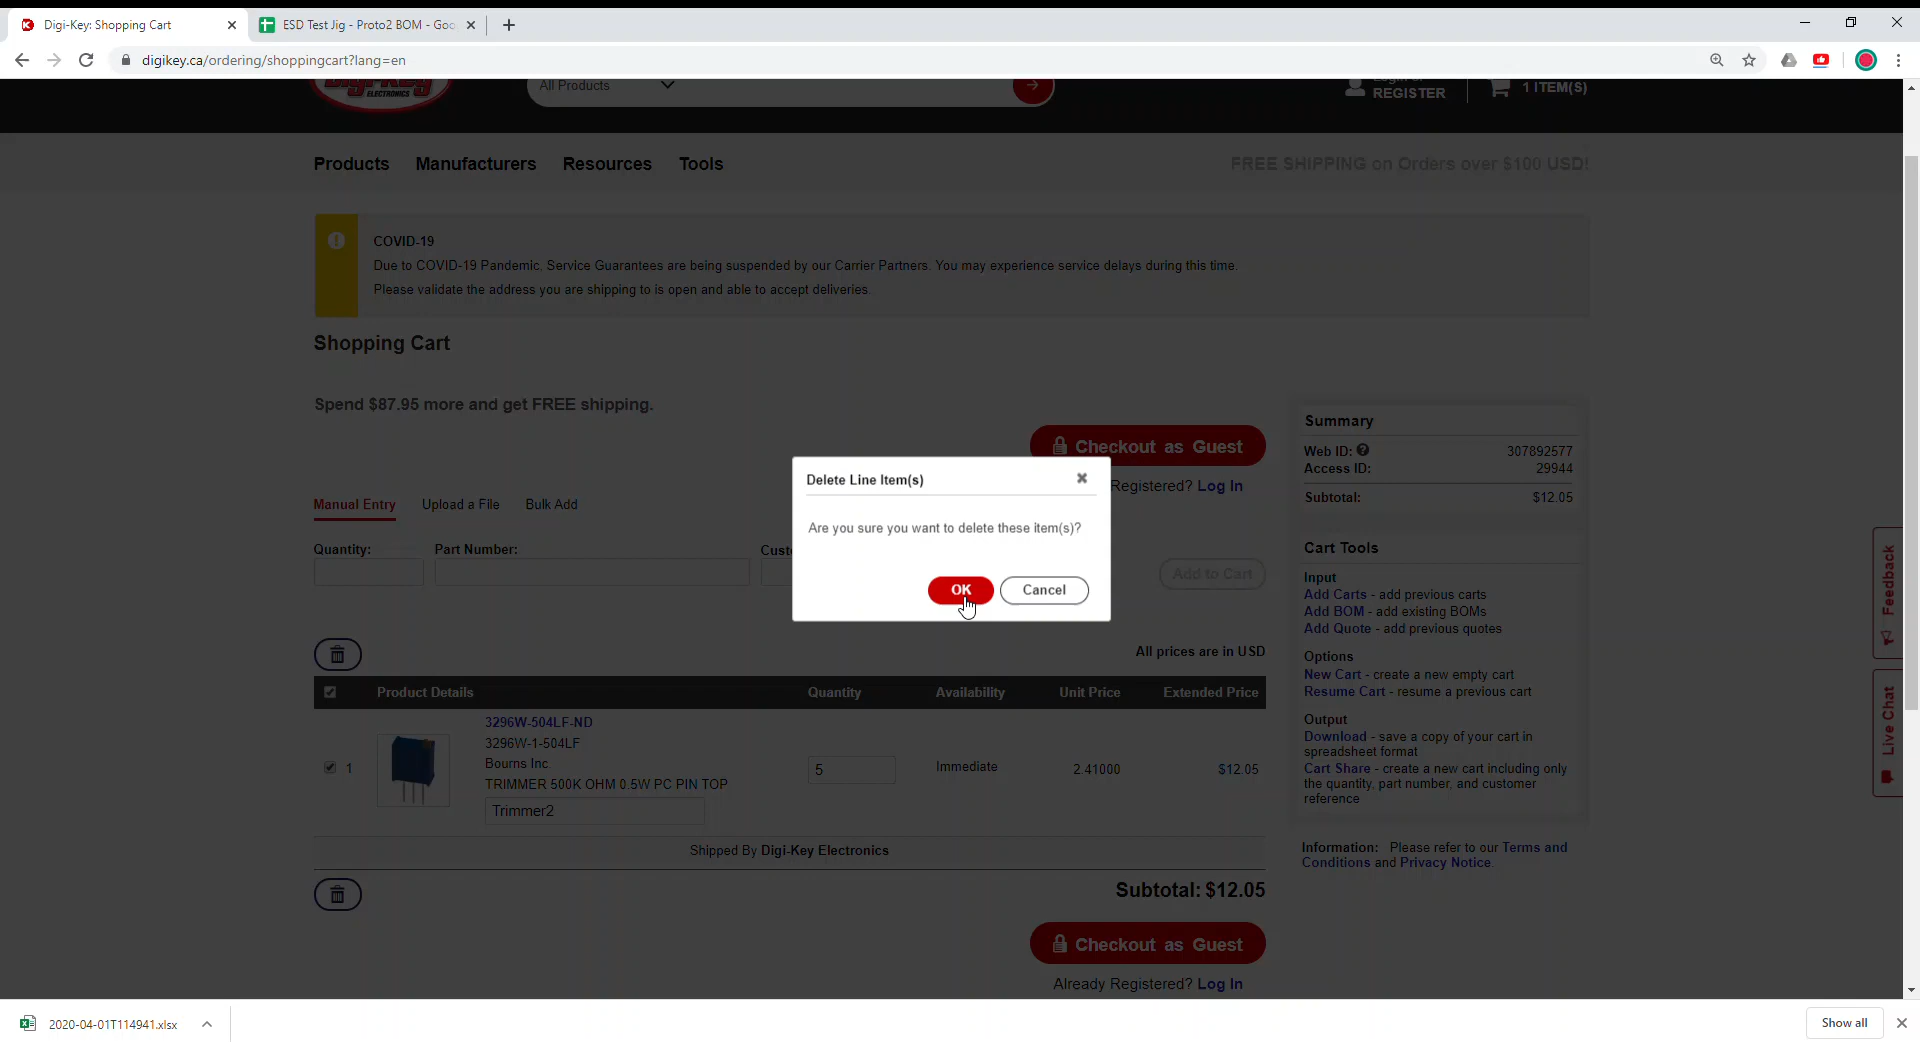 Digi-Key: Shopping Cart
ESD Test Jig - Proto2 BOM - Goo
digikey.ca/ordering/shoppingcart?lang=en
ELECTRONICS
All Products
REGISTER
1 ITEM(S)
Products Manufacturers Resources Tools
FREE SHIPPING on Orders over $100 USD!
COVID-19
Due to COVID-19 Pandemic, Service Guarantees are being suspended by our Carrier Partners. You may experience service delays during this time.
Please validate the address you are shipping to is open and able to accept deliveries.
Shopping Cart
Spend $87.95 more and get FREE shipping.
Checkout as Guest
Registered? Log In
Manual Entry Upload a File Bulk Add
Quantity: Part Number: Custo
Add to Cart
Delete Line Item(s)
Are you sure you want to delete these item(s)?
OK Cancel
All prices are in USD
Product Details Quantity Availability Unit Price Extended Price
3296W-504LF-ND
3296W-1-504LF
Bourns Inc.
1 5 Immediate 2.41000 $12.05
TRIMMER 500K OHM 0.5W PC PIN TOP
Trimmer2
Shipped By Digi-Key Electronics
Subtotal: $12.05
Checkout as Guest
Already Registered? Log In
Summary
Web ID: 307892577
Access ID: 29944
Subtotal: $12.05
Cart Tools
Input
Add Carts - add previous carts
Add BOM - add existing BOMs
Add Quote - add previous quotes
Options
New Cart - create a new empty cart
Resume Cart - resume a previous cart
Output
Download - save a copy of your cart in
spreadsheet format
Cart Share - create a new cart including only
the quantity, part number, and customer
reference
Information: Please refer to our Terms and
Conditions and Privacy Notice.
Feedback
Live Chat
2020-04-01T114941.xlsx
Show all